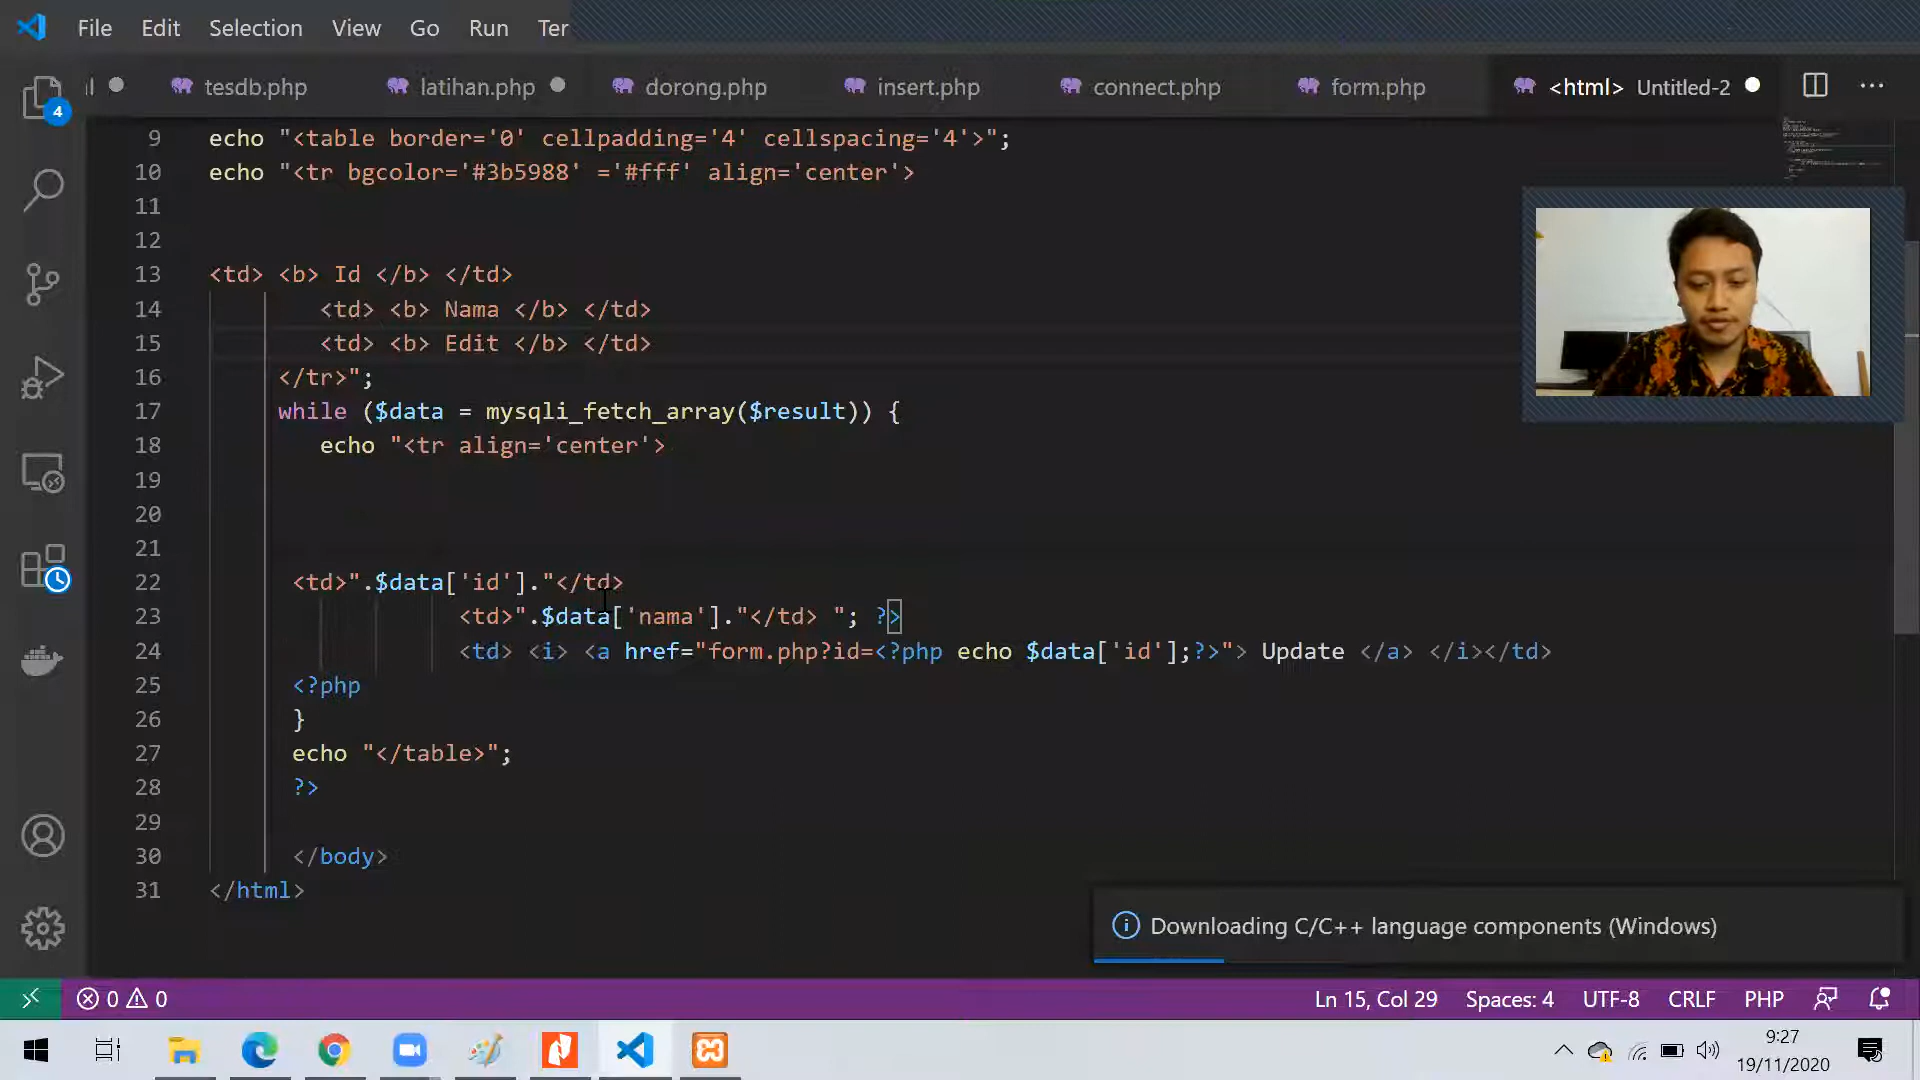 File Edit Selection View Go Run Ter
l tesdb.php latihan.php dorong.php insert.php connect.php form.php <html> Untitled-2 ···
4
9 echo "<table border='0' cellpadding='4' cellspacing='4'>";
10 echo "<tr bgcolor='#3b5988' ='#fff' align='center'>
11
12
13 <td> <b> Id </b> </td>
14 <td> <b> Nama </b> </td>
15 <td> <b> Edit </b> </td>
16 </tr>";
17 while ($data = mysqli_fetch_array($result)) {
18 echo "<tr align='center'>
19
20
21
22 <td>".$data['id']."</td>
23 <td>".$data['nama']."</td> "; ?>
24 <td> <i> <a href="form.php?id=<?php echo $data['id'];?>"> Update </a> </i></td>
25 <?php
26 }
27 echo "</table>";
28 ?>
29
30 </body>
31 </html>
Downloading C/C++ language components (Windows)
0 0 Ln 15, Col 29 Spaces: 4 UTF-8 CRLF PHP
9:27
19/11/2020